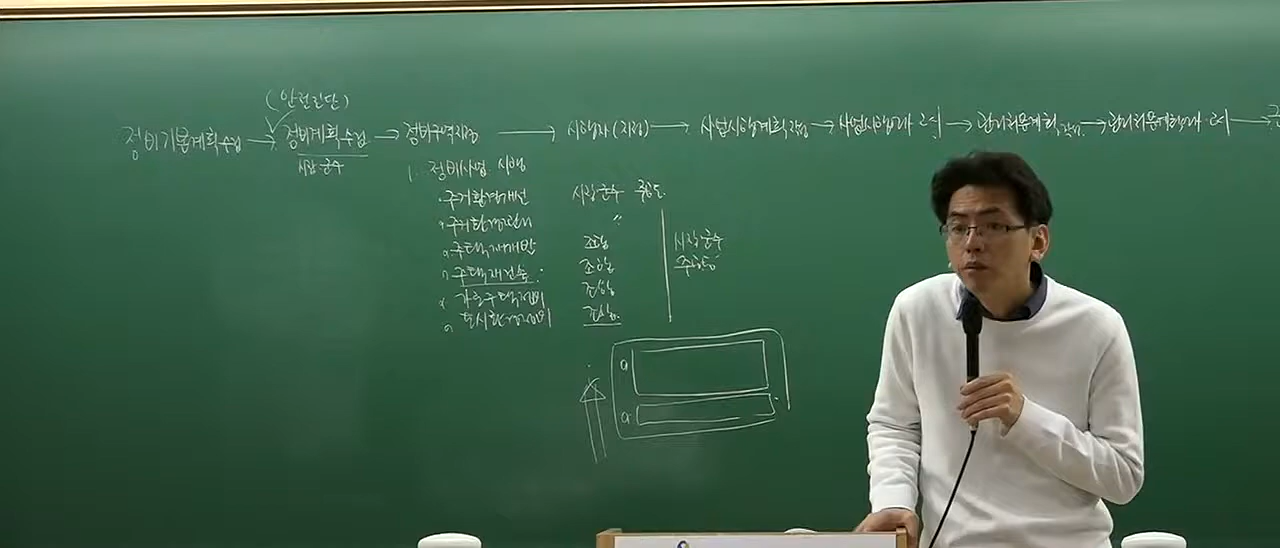 (안전진단)
정비기본계획수립 → 정비계획수립 → 정비구역지정 → 시행자(지정) → 사업시행계획작성 → 사업시행인가 고시 → 관리처분계획작성 → 관리처분계획인가 고시 →
시장 군수
1. 정비사업 시행
·주거환경개선 시장 군수 주공등
·주거환경관리 〃
·주택재개발 조합 시장 군수
·주택재건축 조합 주공등
·가로주택정비 조합
·도시환경정비 조합